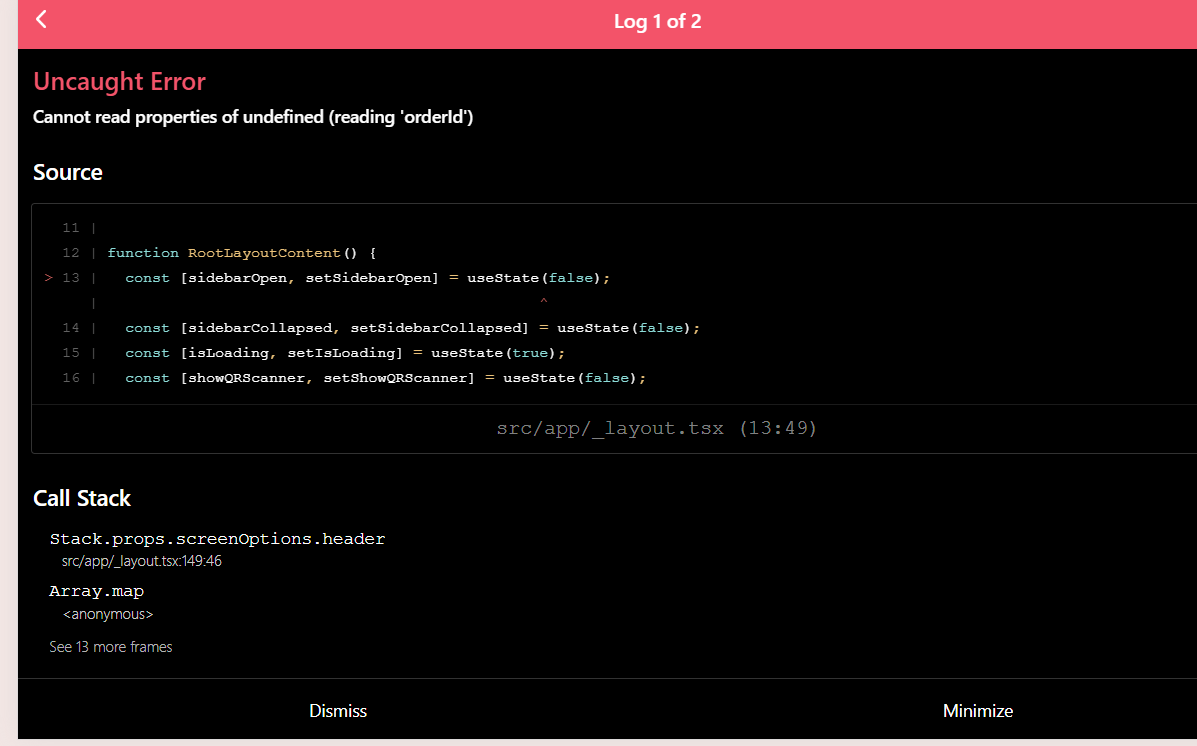 Log 1 of 2
Uncaught Error
Cannot read properties of undefined (reading 'orderId')
Source
11 |
12 | function RootLayoutContent() {
> 13 |   const [sidebarOpen, setSidebarOpen] = useState(false);
|                                                 ^
14 |   const [sidebarCollapsed, setSidebarCollapsed] = useState(false);
15 |   const [isLoading, setIsLoading] = useState(true);
16 |   const [showQRScanner, setShowQRScanner] = useState(false);
src/app/_layout.tsx (13:49)
Call Stack
Stack.props.screenOptions.header
src/app/_layout.tsx:149:46
Array.map
<anonymous>
See 13 more frames
Dismiss Minimize